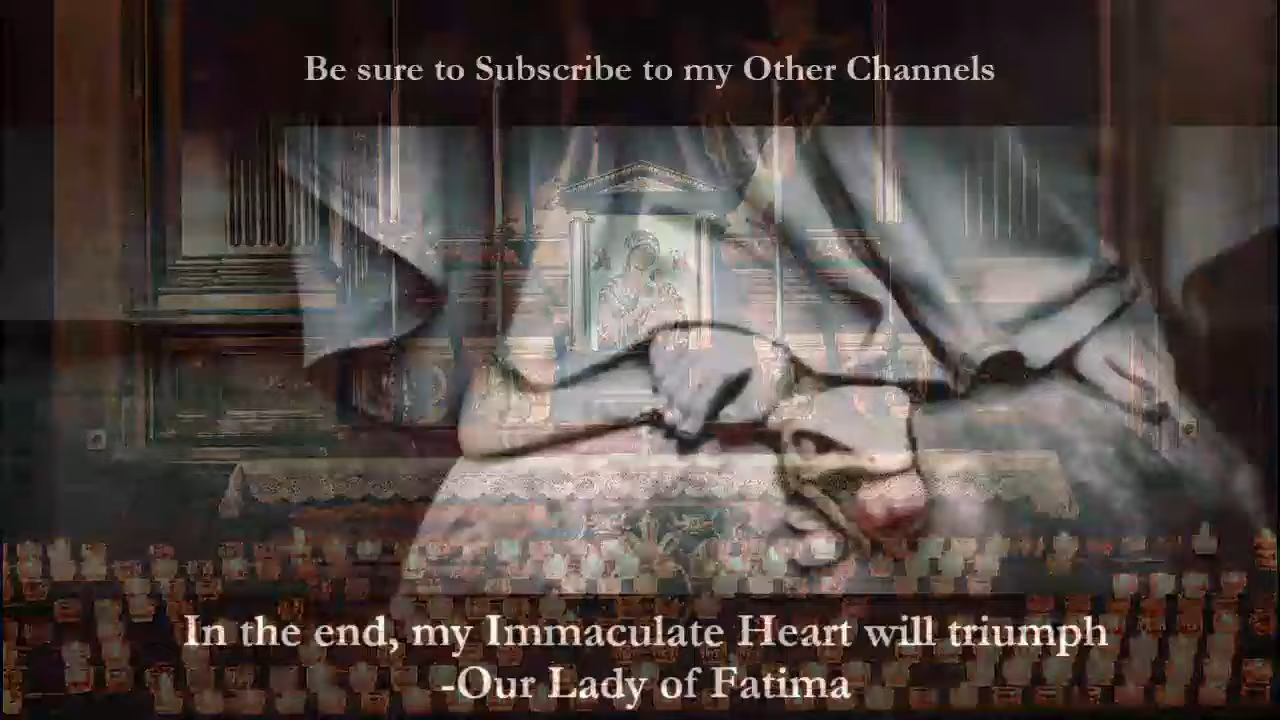 Be sure to Subscribe to my Other Channels
In the end, my Immaculate Heart will triumph
-Our Lady of Fatima